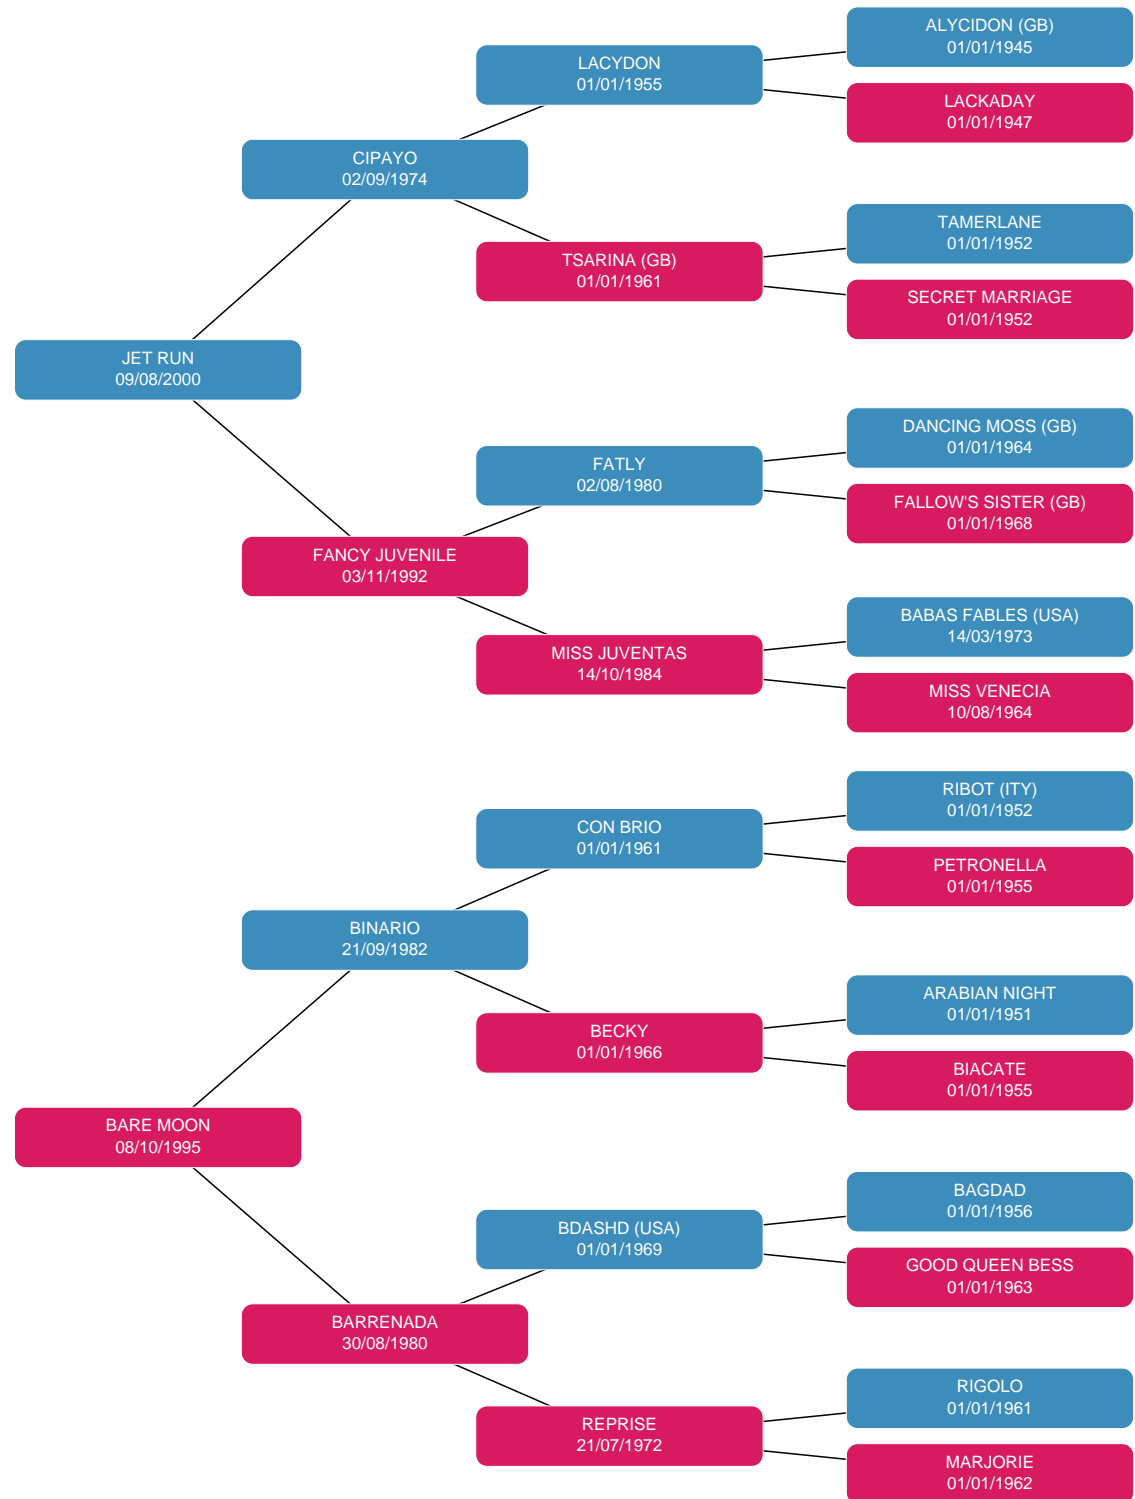 ALYCIDON (GB)
01/01/1945
LACYDON
01/01/1955
LACKADAY
01/01/1947
CIPAYO
02/09/1974
TAMERLANE
01/01/1952
TSARINA (GB)
01/01/1961
SECRET MARRIAGE
01/01/1952
JET RUN
09/08/2000
DANCING MOSS (GB)
01/01/1964
FATLY
02/08/1980
FALLOW'S SISTER (GB)
01/01/1968
FANCY JUVENILE
03/11/1992
BABAS FABLES (USA)
14/03/1973
MISS JUVENTAS
14/10/1984
MISS VENECIA
10/08/1964
RIBOT (ITY)
01/01/1952
CON BRIO
01/01/1961
PETRONELLA
01/01/1955
BINARIO
21/09/1982
ARABIAN NIGHT
01/01/1951
BECKY
01/01/1966
BIACATE
01/01/1955
BARE MOON
08/10/1995
BAGDAD
01/01/1956
BDASHD (USA)
01/01/1969
GOOD QUEEN BESS
01/01/1963
BARRENADA
30/08/1980
RIGOLO
01/01/1961
REPRISE
21/07/1972
MARJORIE
01/01/1962